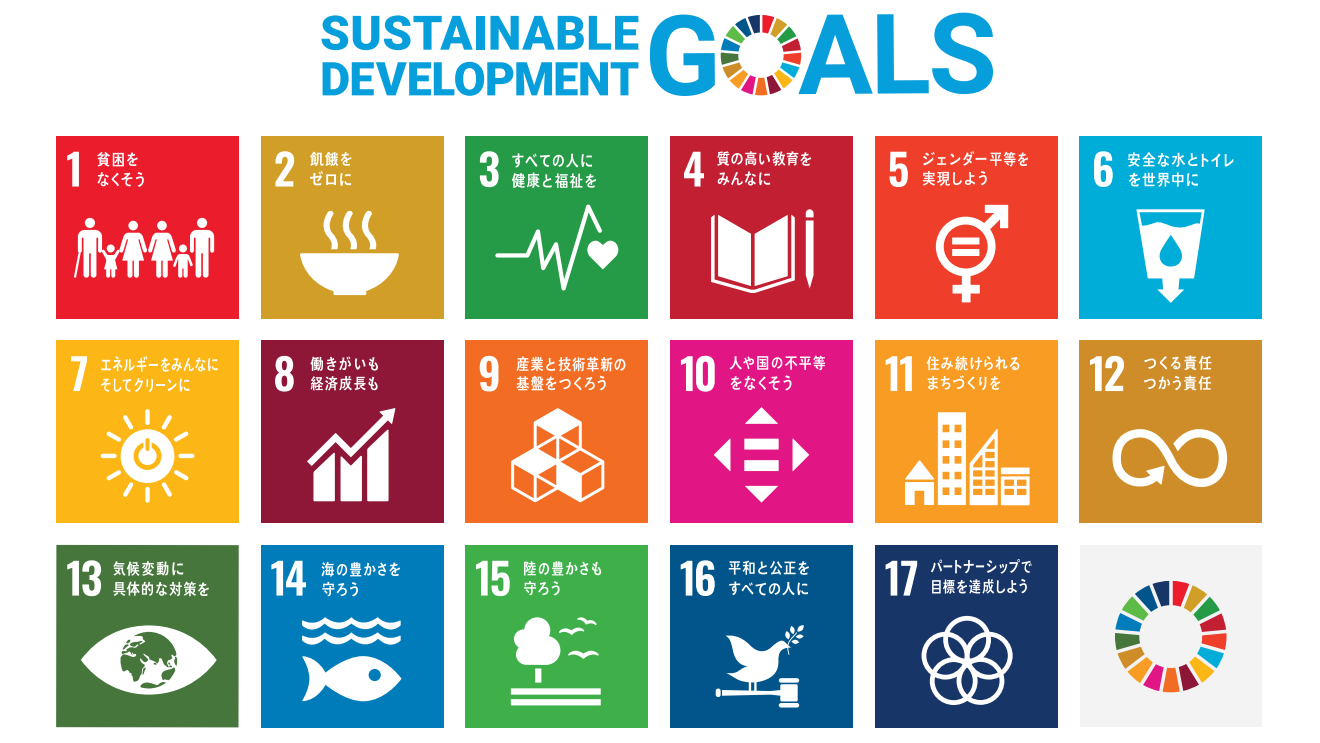 SUSTAINABLE
DEVELOPMENT
GOALS
1 貧困を
なくそう
2 飢餓を
ゼロに
3 すべての人に
健康と福祉を
4 質の高い教育を
みんなに
5 ジェンダー平等を
実現しよう
6 安全な水とトイレ
を世界中に
7 エネルギーをみんなに
そしてクリーンに
8 働きがいも
経済成長も
9 産業と技術革新の
基盤をつくろう
10 人や国の不平等
をなくそう
11 住み続けられる
まちづくりを
12 つくる責任
つかう責任
13 気候変動に
具体的な対策を
14 海の豊かさを
守ろう
15 陸の豊かさも
守ろう
16 平和と公正を
すべての人に
17 パートナーシップで
目標を達成しよう